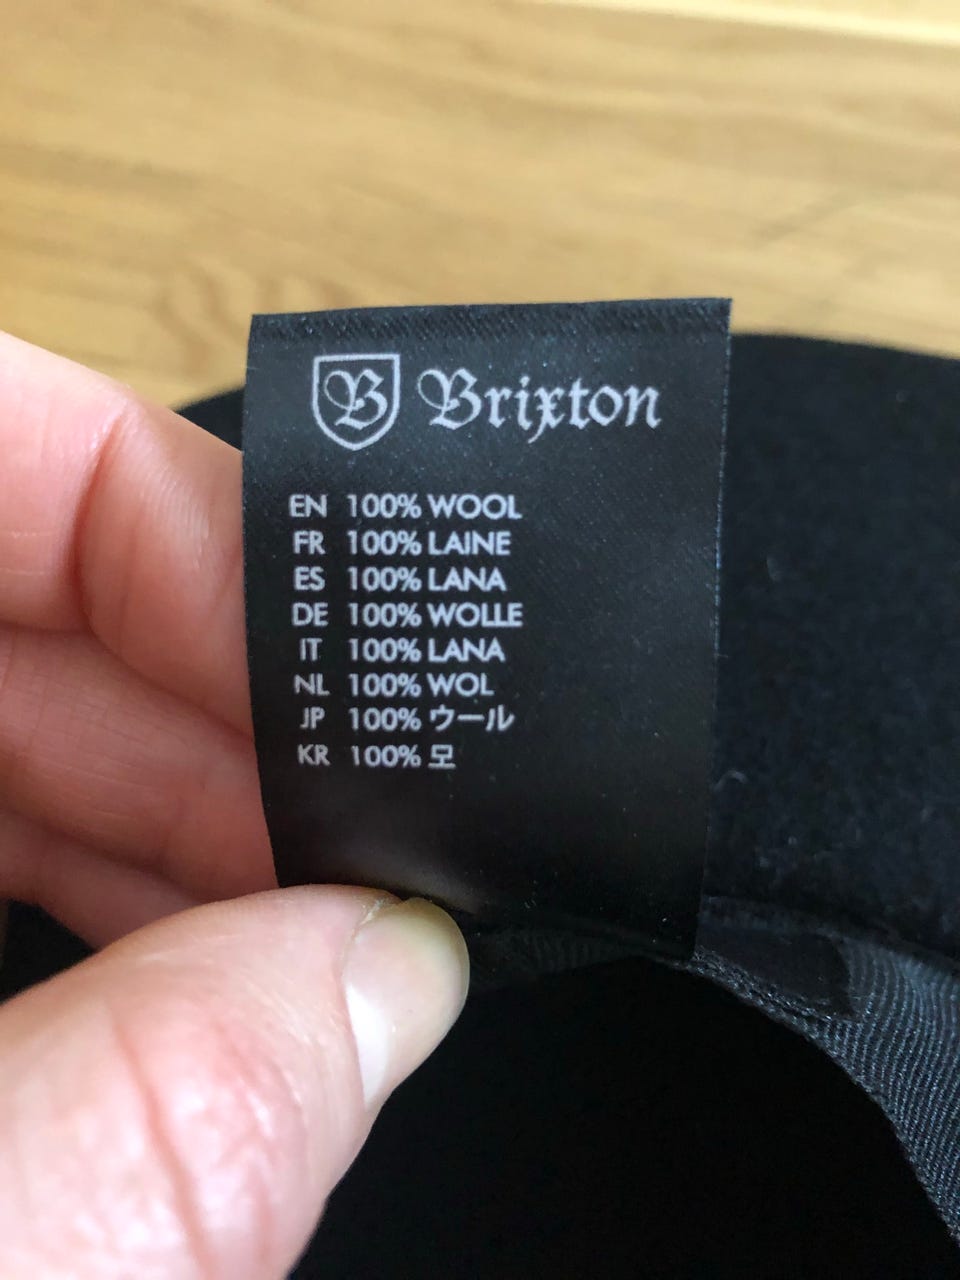 B Brixton
EN 100% WOOL
FR 100% LAINE
ES 100% LANA
DE 100% WOLLE
IT 100% LANA
NL 100% WOL
JP 100% ウール
KR 100% 모